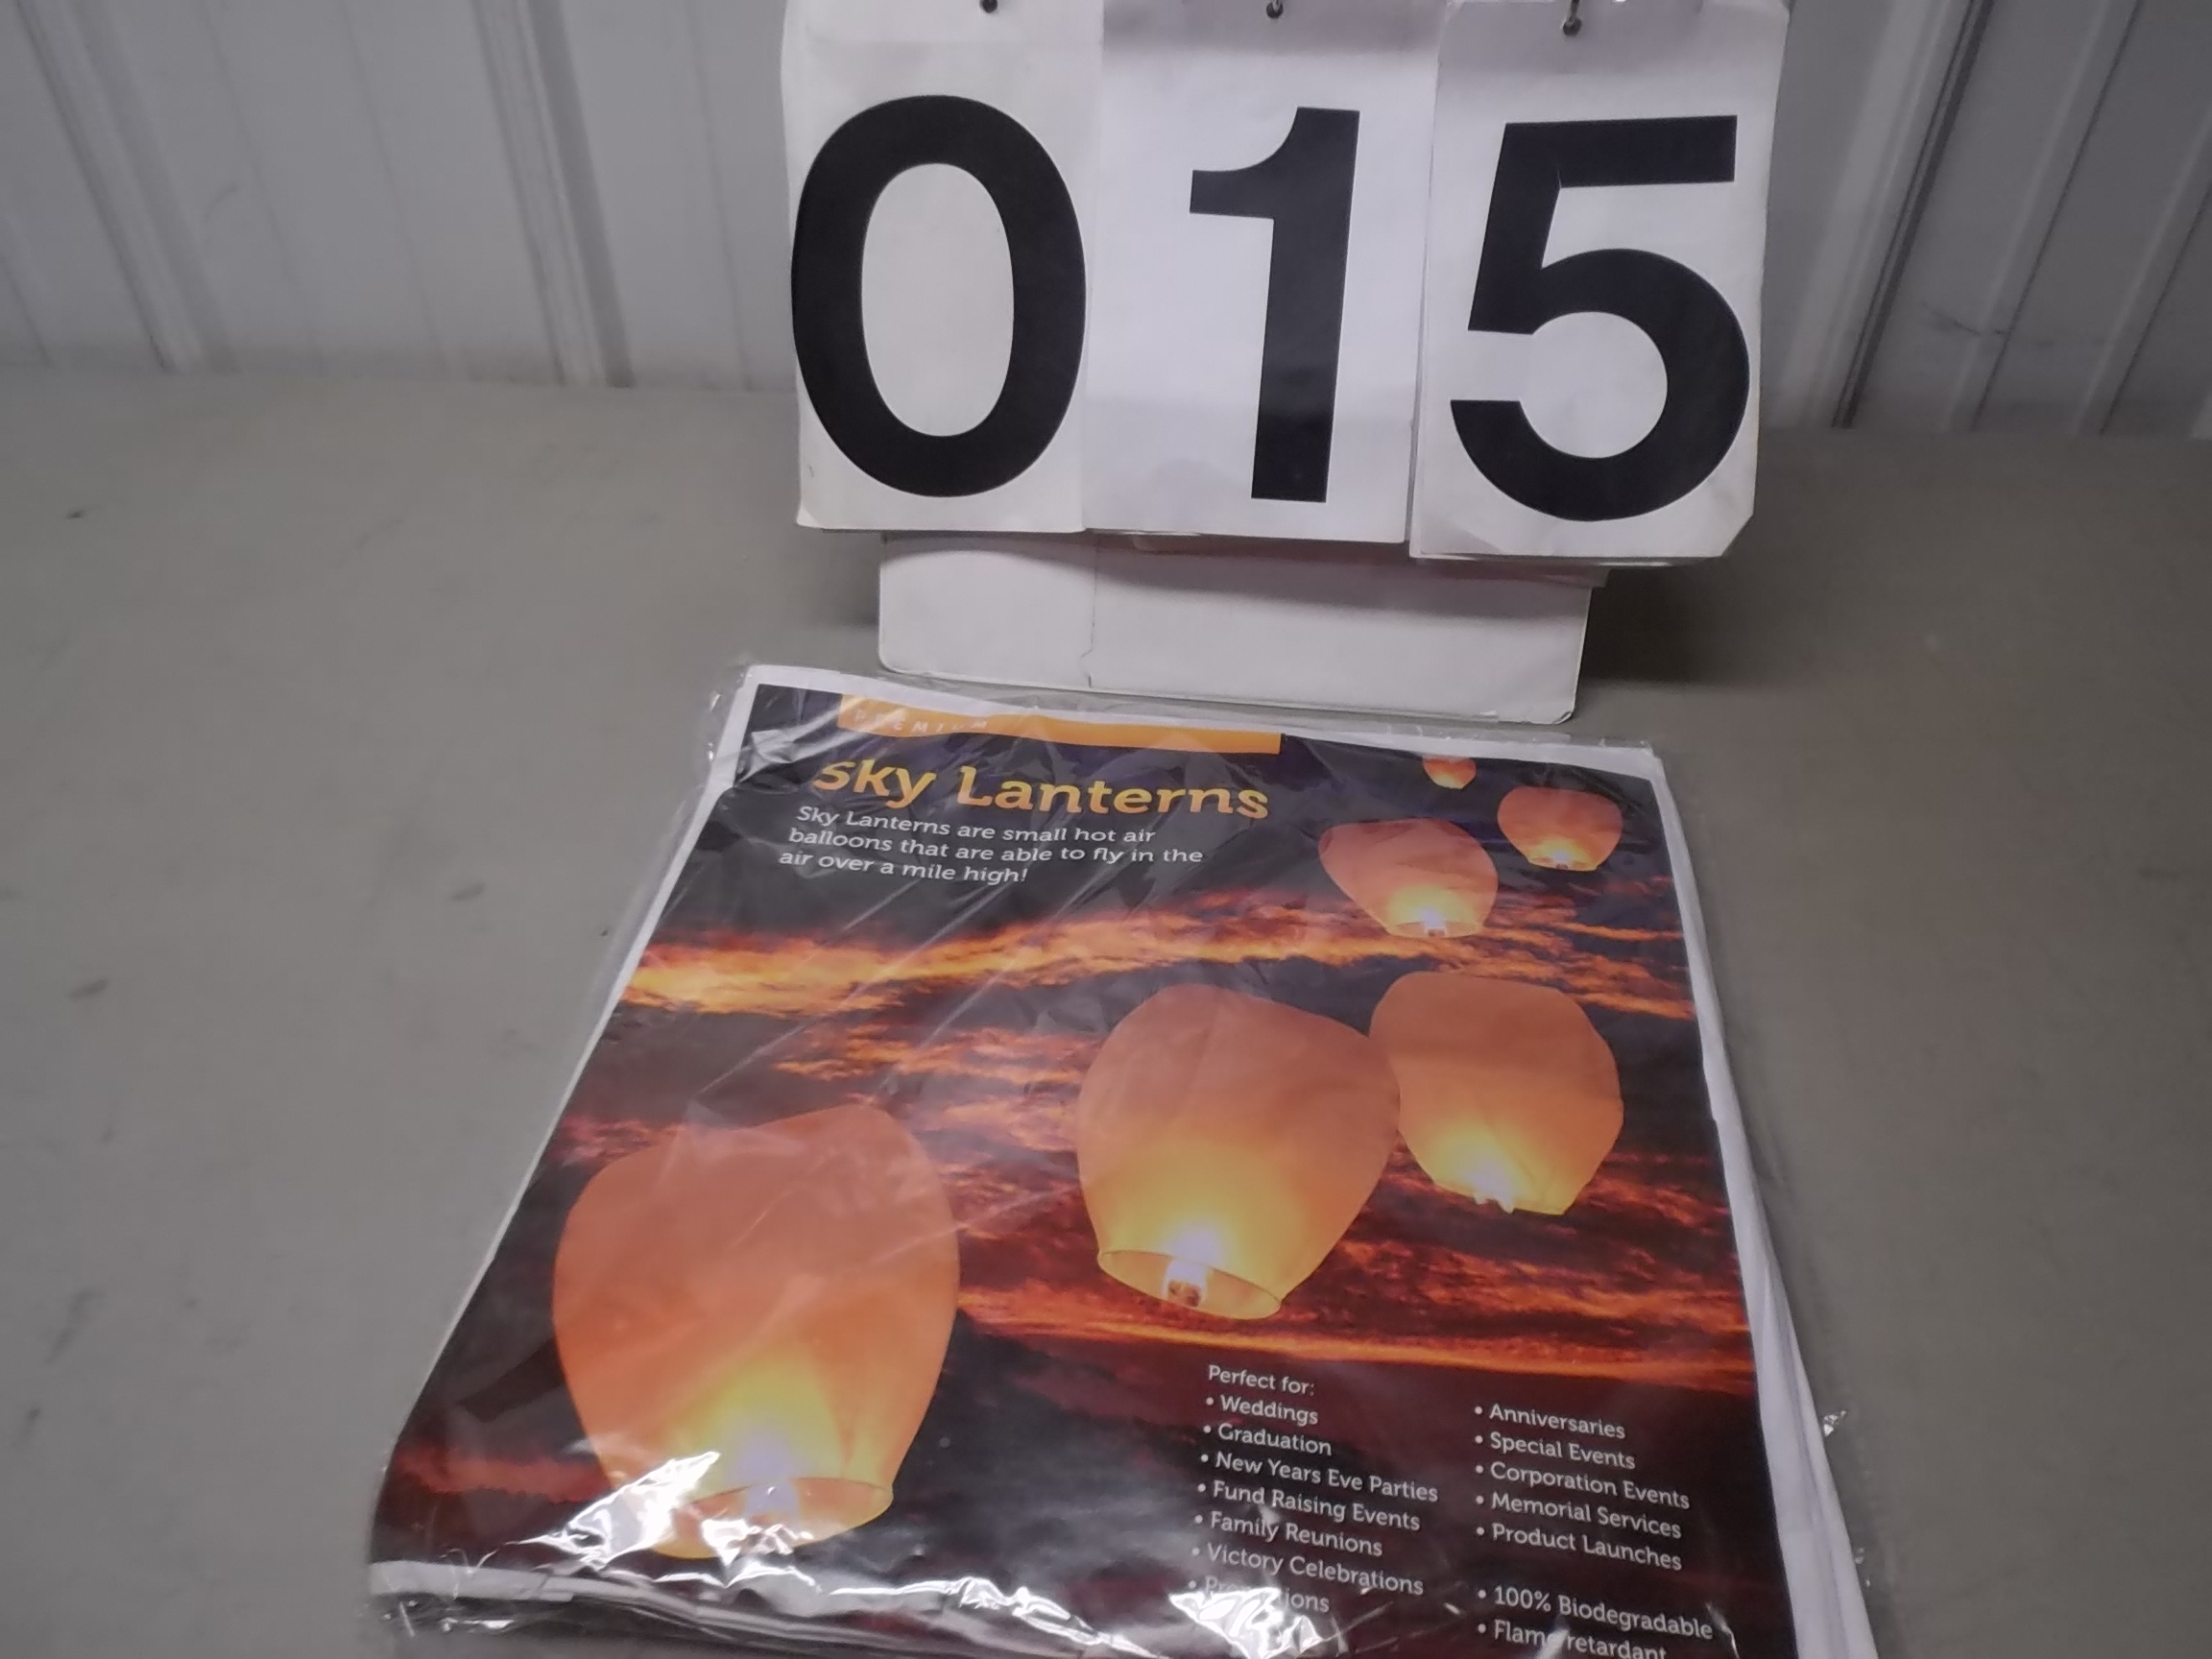 015
PREMIUM
sky Lanterns
Sky Lanterns are small hot air
balloons that are able to fly in the
air over a mile high!
Perfect for:
• Weddings
• Graduation
• New Years Eve Parties
• Fund Raising Events
• Family Reunions
• Victory Celebrations
• Anniversaries
• Special Events
• Corporation Events
• Memorial Services
• Product Launches
• 100% Biodegradable
• Flame retardant